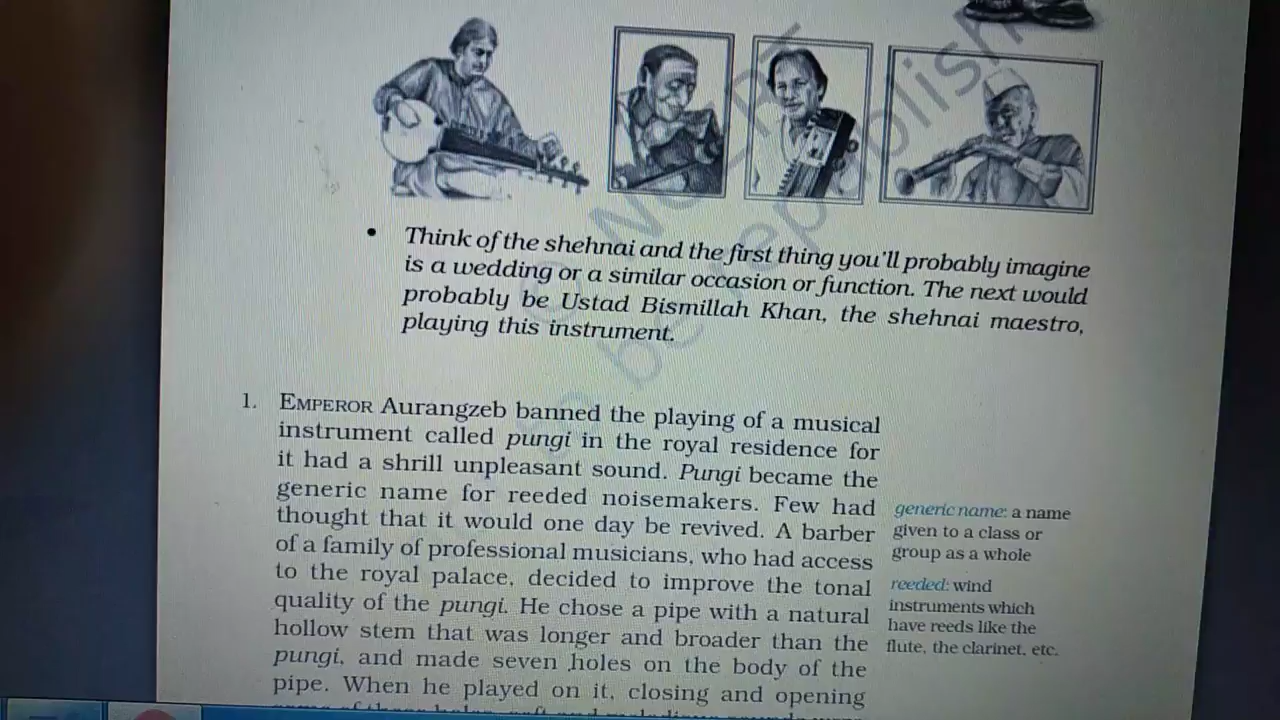 • Think of the shehnai and the first thing you'll probably imagine
is a wedding or a similar occasion or function. The next would
probably be Ustad Bismillah Khan, the shehnai maestro,
playing this instrument.
1. EMPEROR Aurangzeb banned the playing of a musical
instrument called pungi in the royal residence for
it had a shrill unpleasant sound. Pungi became the
generic name for reeded noisemakers. Few had
thought that it would one day be revived. A barber
of a family of professional musicians, who had access
to the royal palace, decided to improve the tonal
quality of the pungi. He chose a pipe with a natural
hollow stem that was longer and broader than the
pungi, and made seven holes on the body of the
pipe. When he played on it, closing and opening
generic name: a name
given to a class or
group as a whole
reeded: wind
instruments which
have reeds like the
flute, the clarinet, etc.